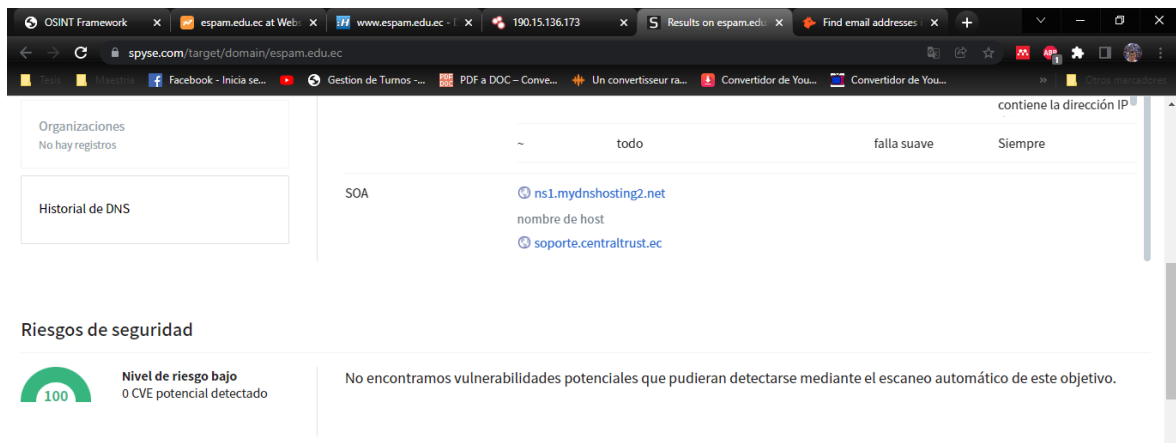 OSINT Framework
espam.edu.ec at Webs
www.espam.edu.ec - D
190.15.136.173
Results on espam.edu
Find email addresses
spyse.com/target/domain/espam.edu.ec
Tesis
Maestria
Facebook - Inicia se...
Gestion de Turnos -...
PDF a DOC – Conve...
Un convertisseur ra...
Convertidor de You...
Convertidor de You...
»
Otros marcadores
contiene la dirección IP
Organizaciones
No hay registros
~ todo falla suave Siempre
Historial de DNS
SOA
ns1.mydnshosting2.net
nombre de host
soporte.centraltrust.ec
Riesgos de seguridad
100
Nivel de riesgo bajo
0 CVE potencial detectado
No encontramos vulnerabilidades potenciales que pudieran detectarse mediante el escaneo automático de este objetivo.